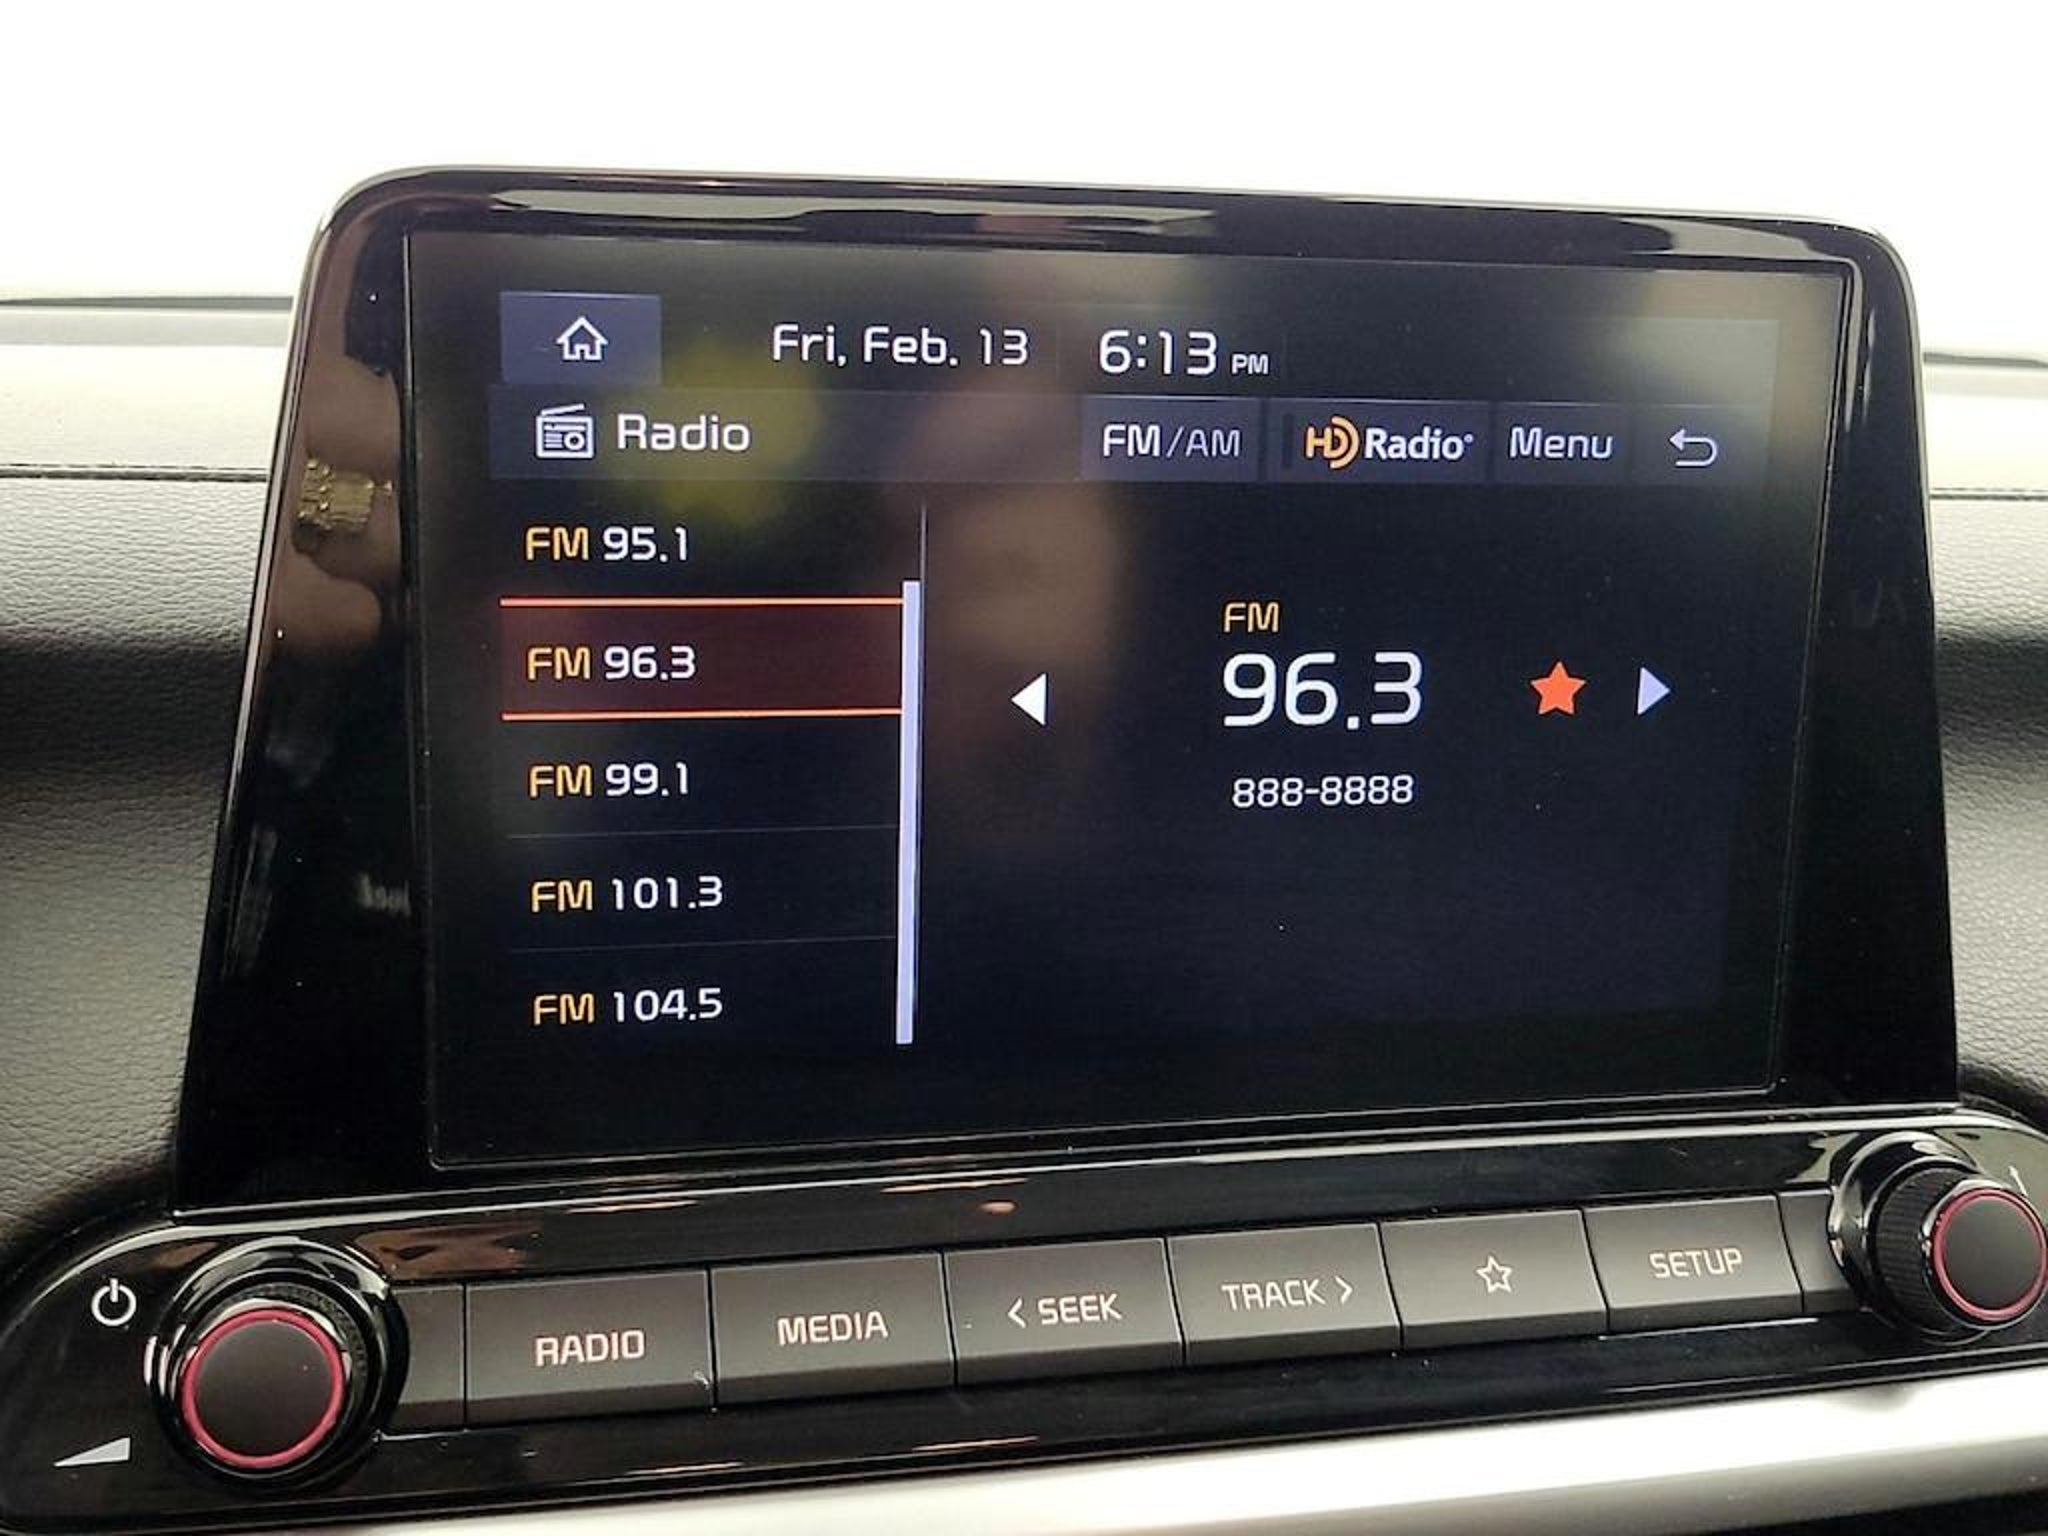 Fri, Feb. 13 6:13 PM
Radio FM/AM HD Radio® Menu
FM 95.1
FM 96.3
FM 99.1
FM 101.3
FM 104.5
FM
96.3
888-8888
RADIO MEDIA < SEEK TRACK > SETUP